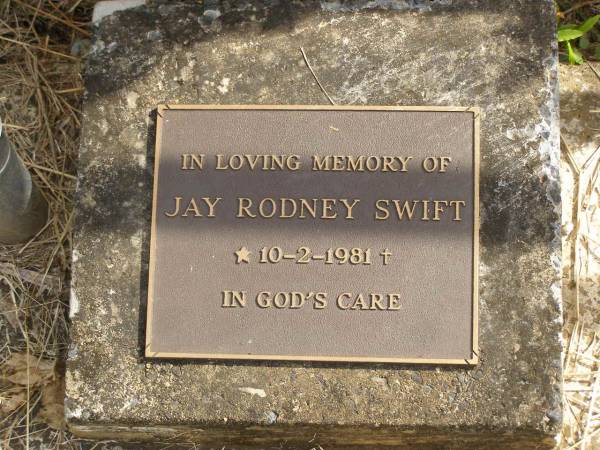 IN LOVING MEMORY OF
JAY RODNEY SWIFT
★ 10-2-1981 †
IN GOD'S CARE